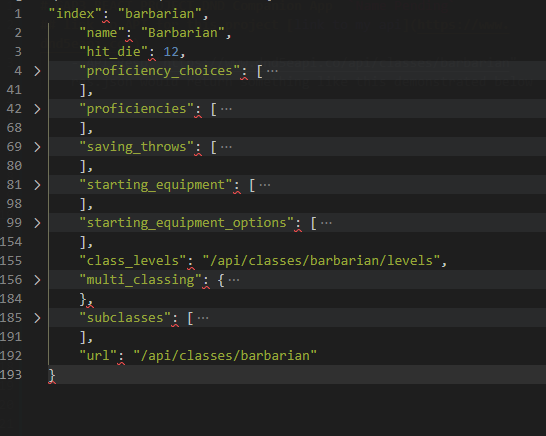 1 "index": "barbarian",
2 "name": "Barbarian",
3 "hit_die": 12,
4 > "proficiency_choices": [ ···
41 ],
42 > "proficiencies": [ ···
68 ],
69 > "saving_throws": [ ···
80 ],
81 > "starting_equipment": [ ···
98 ],
99 > "starting_equipment_options": [ ···
154 ],
155 "class_levels": "/api/classes/barbarian/levels",
156 > "multi_classing": { ···
184 },
185 > "subclasses": [ ···
191 ],
192 "url": "/api/classes/barbarian"
193 }